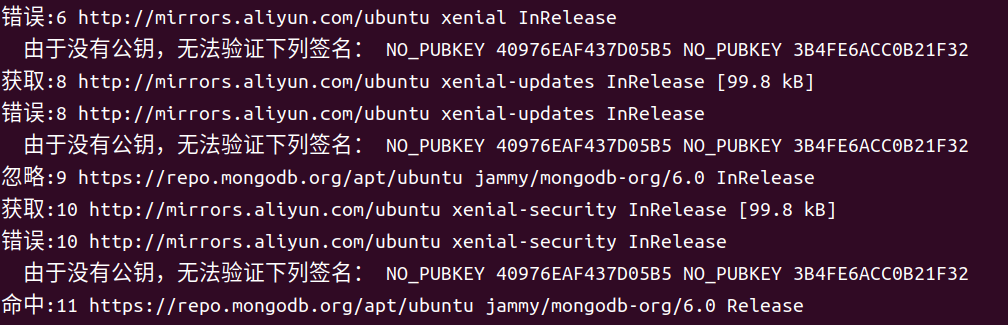 错误:6 http://mirrors.aliyun.com/ubuntu xenial InRelease
由于没有公钥，无法验证下列签名： NO_PUBKEY 40976EAF437D05B5 NO_PUBKEY 3B4FE6ACC0B21F32
获取:8 http://mirrors.aliyun.com/ubuntu xenial-updates InRelease [99.8 kB]
错误:8 http://mirrors.aliyun.com/ubuntu xenial-updates InRelease
由于没有公钥，无法验证下列签名： NO_PUBKEY 40976EAF437D05B5 NO_PUBKEY 3B4FE6ACC0B21F32
忽略:9 https://repo.mongodb.org/apt/ubuntu jammy/mongodb-org/6.0 InRelease
获取:10 http://mirrors.aliyun.com/ubuntu xenial-security InRelease [99.8 kB]
错误:10 http://mirrors.aliyun.com/ubuntu xenial-security InRelease
由于没有公钥，无法验证下列签名： NO_PUBKEY 40976EAF437D05B5 NO_PUBKEY 3B4FE6ACC0B21F32
命中:11 https://repo.mongodb.org/apt/ubuntu jammy/mongodb-org/6.0 Release